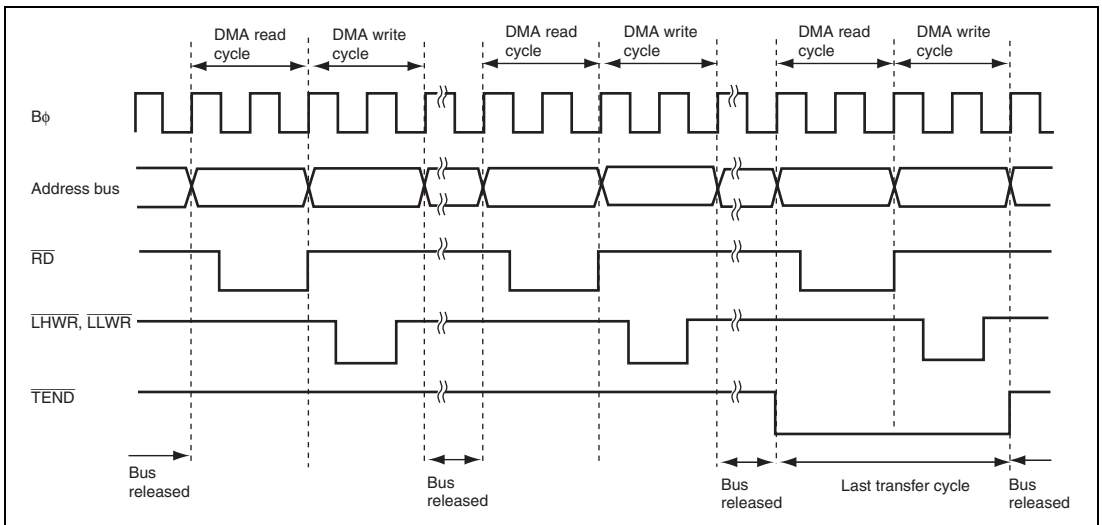 DMA read cycle
DMA write cycle
DMA read cycle
DMA write cycle
DMA read cycle
DMA write cycle
Bϕ
Address bus
RD
LHWR, LLWR
TEND
Bus released
Bus released
Bus released
Last transfer cycle
Bus released